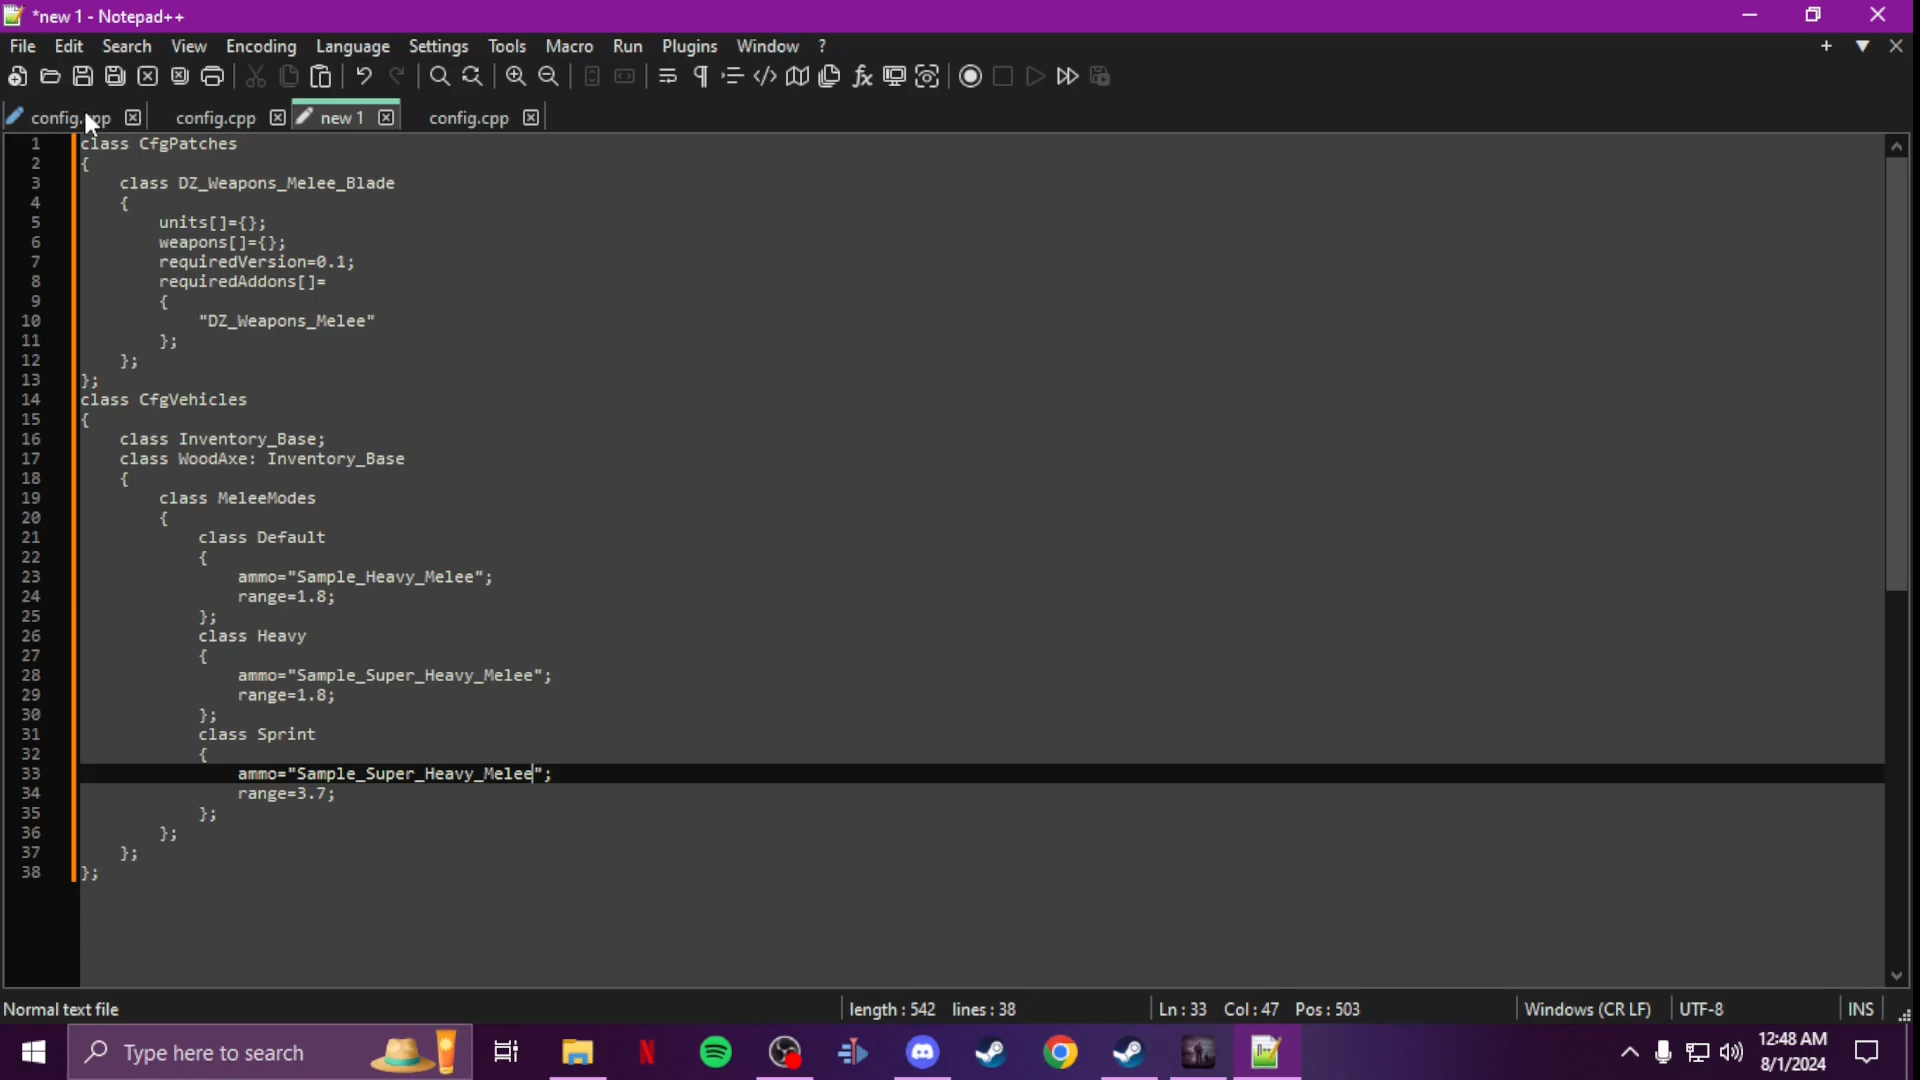 *new 1 - Notepad++
File Edit Search View Encoding Language Settings Tools Macro Run Plugins Window ?
config.cpp config.cpp new 1 config.cpp
1 class CfgPatches
2 {
3 class DZ_Weapons_Melee_Blade
4 {
5 units[]={};
6 weapons[]={};
7 requiredVersion=0.1;
8 requiredAddons[]=
9 {
10 "DZ_Weapons_Melee"
11 };
12 };
13 };
14 class CfgVehicles
15 {
16 class Inventory_Base;
17 class WoodAxe: Inventory_Base
18 {
19 class MeleeModes
20 {
21 class Default
22 {
23 ammo="Sample_Heavy_Melee";
24 range=1.8;
25 };
26 class Heavy
27 {
28 ammo="Sample_Super_Heavy_Melee";
29 range=1.8;
30 };
31 class Sprint
32 {
33 ammo="Sample_Super_Heavy_Melee";
34 range=3.7;
35 };
36 };
37 };
38 };
Normal text file length : 542 lines : 38 Ln : 33 Col : 47 Pos : 503 Windows (CR LF) UTF-8 INS
Type here to search
12:48 AM
8/1/2024